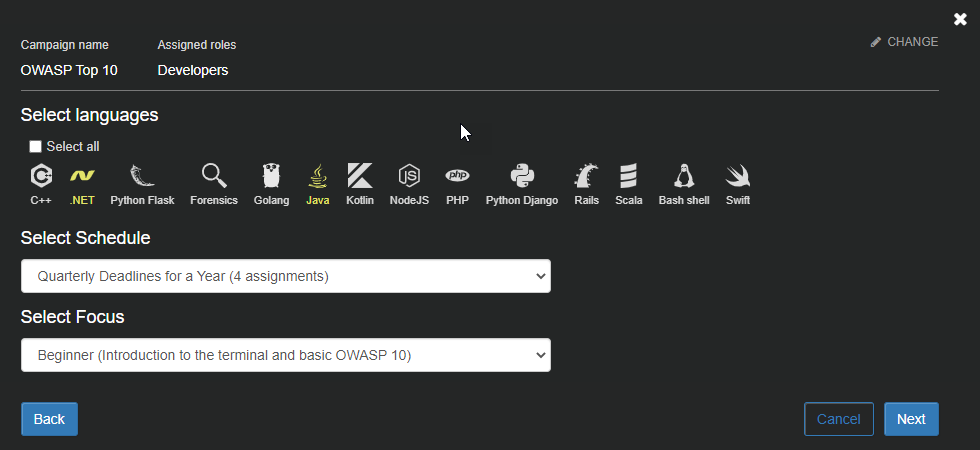 Campaign name Assigned roles
CHANGE
OWASP Top 10 Developers
Select languages
Select all
JS php
C++ .NET Python Flask Forensics Golang Java Kotlin NodeJS PHP Python Django Rails Scala Bash shell Swift
Select Schedule
Quarterly Deadlines for a Year (4 assignments)
Select Focus
Beginner (Introduction to the terminal and basic OWASP 10)
Back Cancel Next